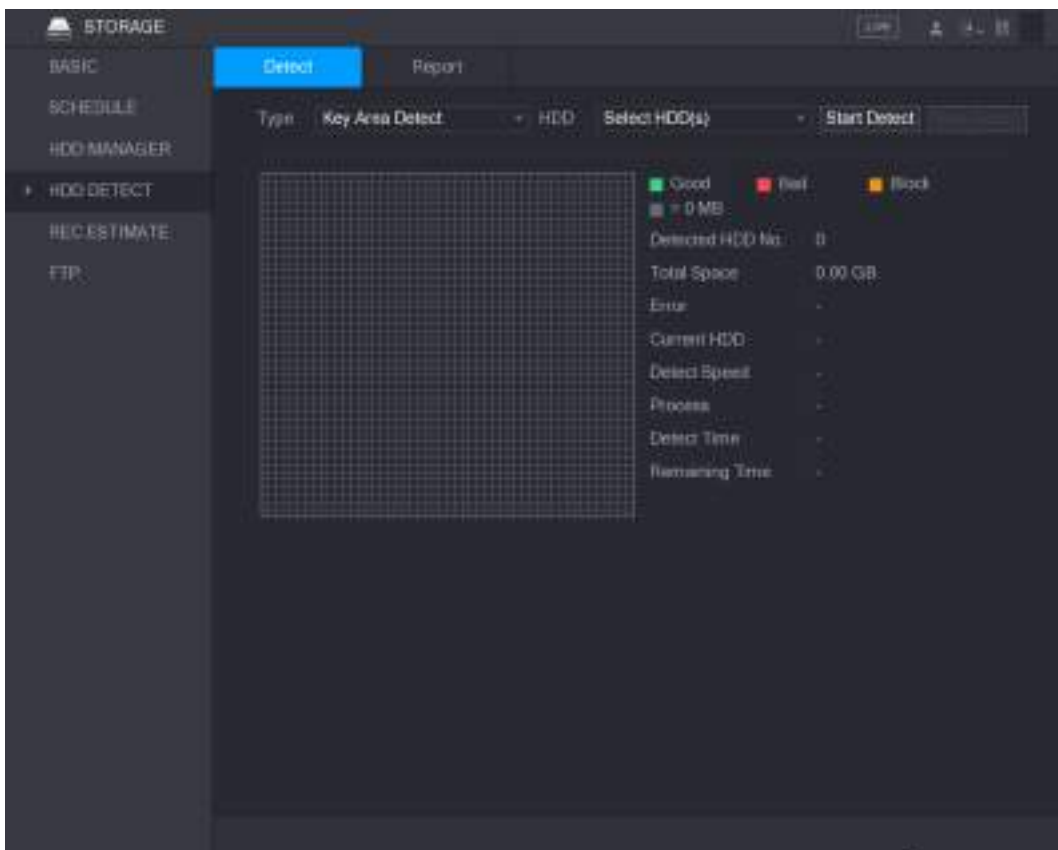 STORAGE
LIVE
BASIC
Detect Report
SCHEDULE
Type Key Area Detect HDD Select HDD(s) Start Detect
HDD MANAGER
HDD DETECT
Good Bad Block
= 0 MB
REC ESTIMATE
Detected HDD No. 0
FTP
Total Space 0.00 GB
Error -
Current HDD -
Detect Speed -
Process -
Detect Time -
Remaining Time -